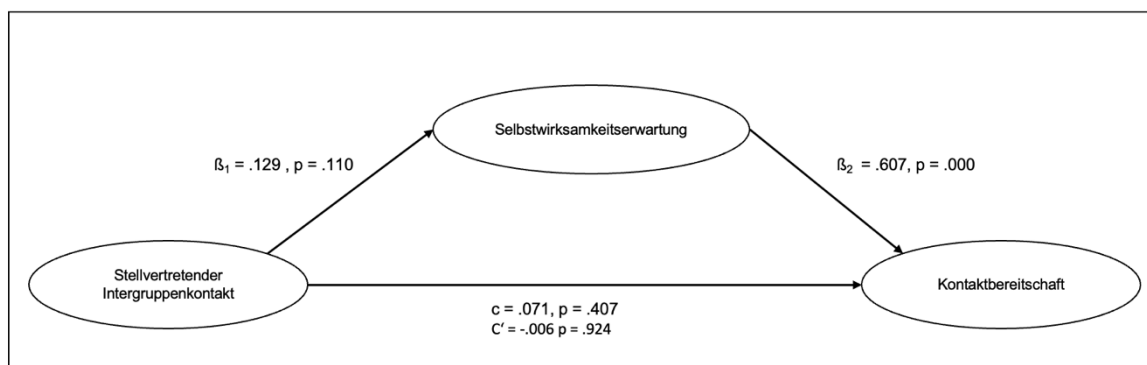 Selbstwirksamkeitserwartung
ß₁ = .129 , p = .110
ß₂ = .607, p = .000
Stellvertretender
Intergruppenkontakt
Kontaktbereitschaft
c = .071, p = .407
C‘ = -.006 p = .924